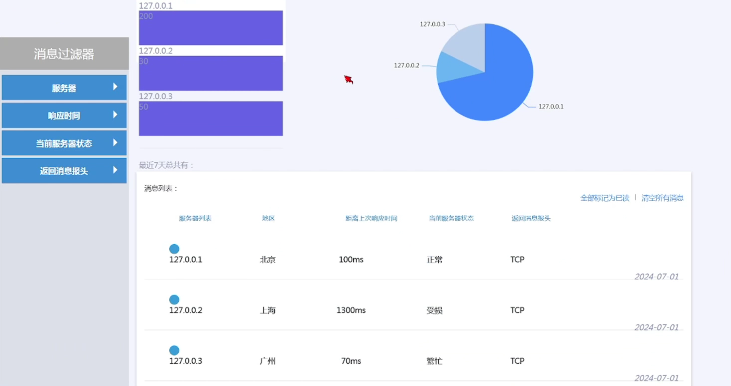 消息过滤器
服务器
响应时间
当前服务器状态
返回消息报头
127.0.0.1
200
127.0.0.2
30
127.0.0.3
50
127.0.0.3
127.0.0.2
127.0.0.1
最近7天总共有：
消息列表：
全部标记为已读 | 清空所有消息
服务器列表 地区 距离上次响应时间 当前服务器状态 返回消息报头
127.0.0.1 北京 100ms 正常 TCP
2024-07-01
127.0.0.2 上海 1300ms 受损 TCP
2024-07-01
127.0.0.3 广州 70ms 繁忙 TCP
2024-07-01